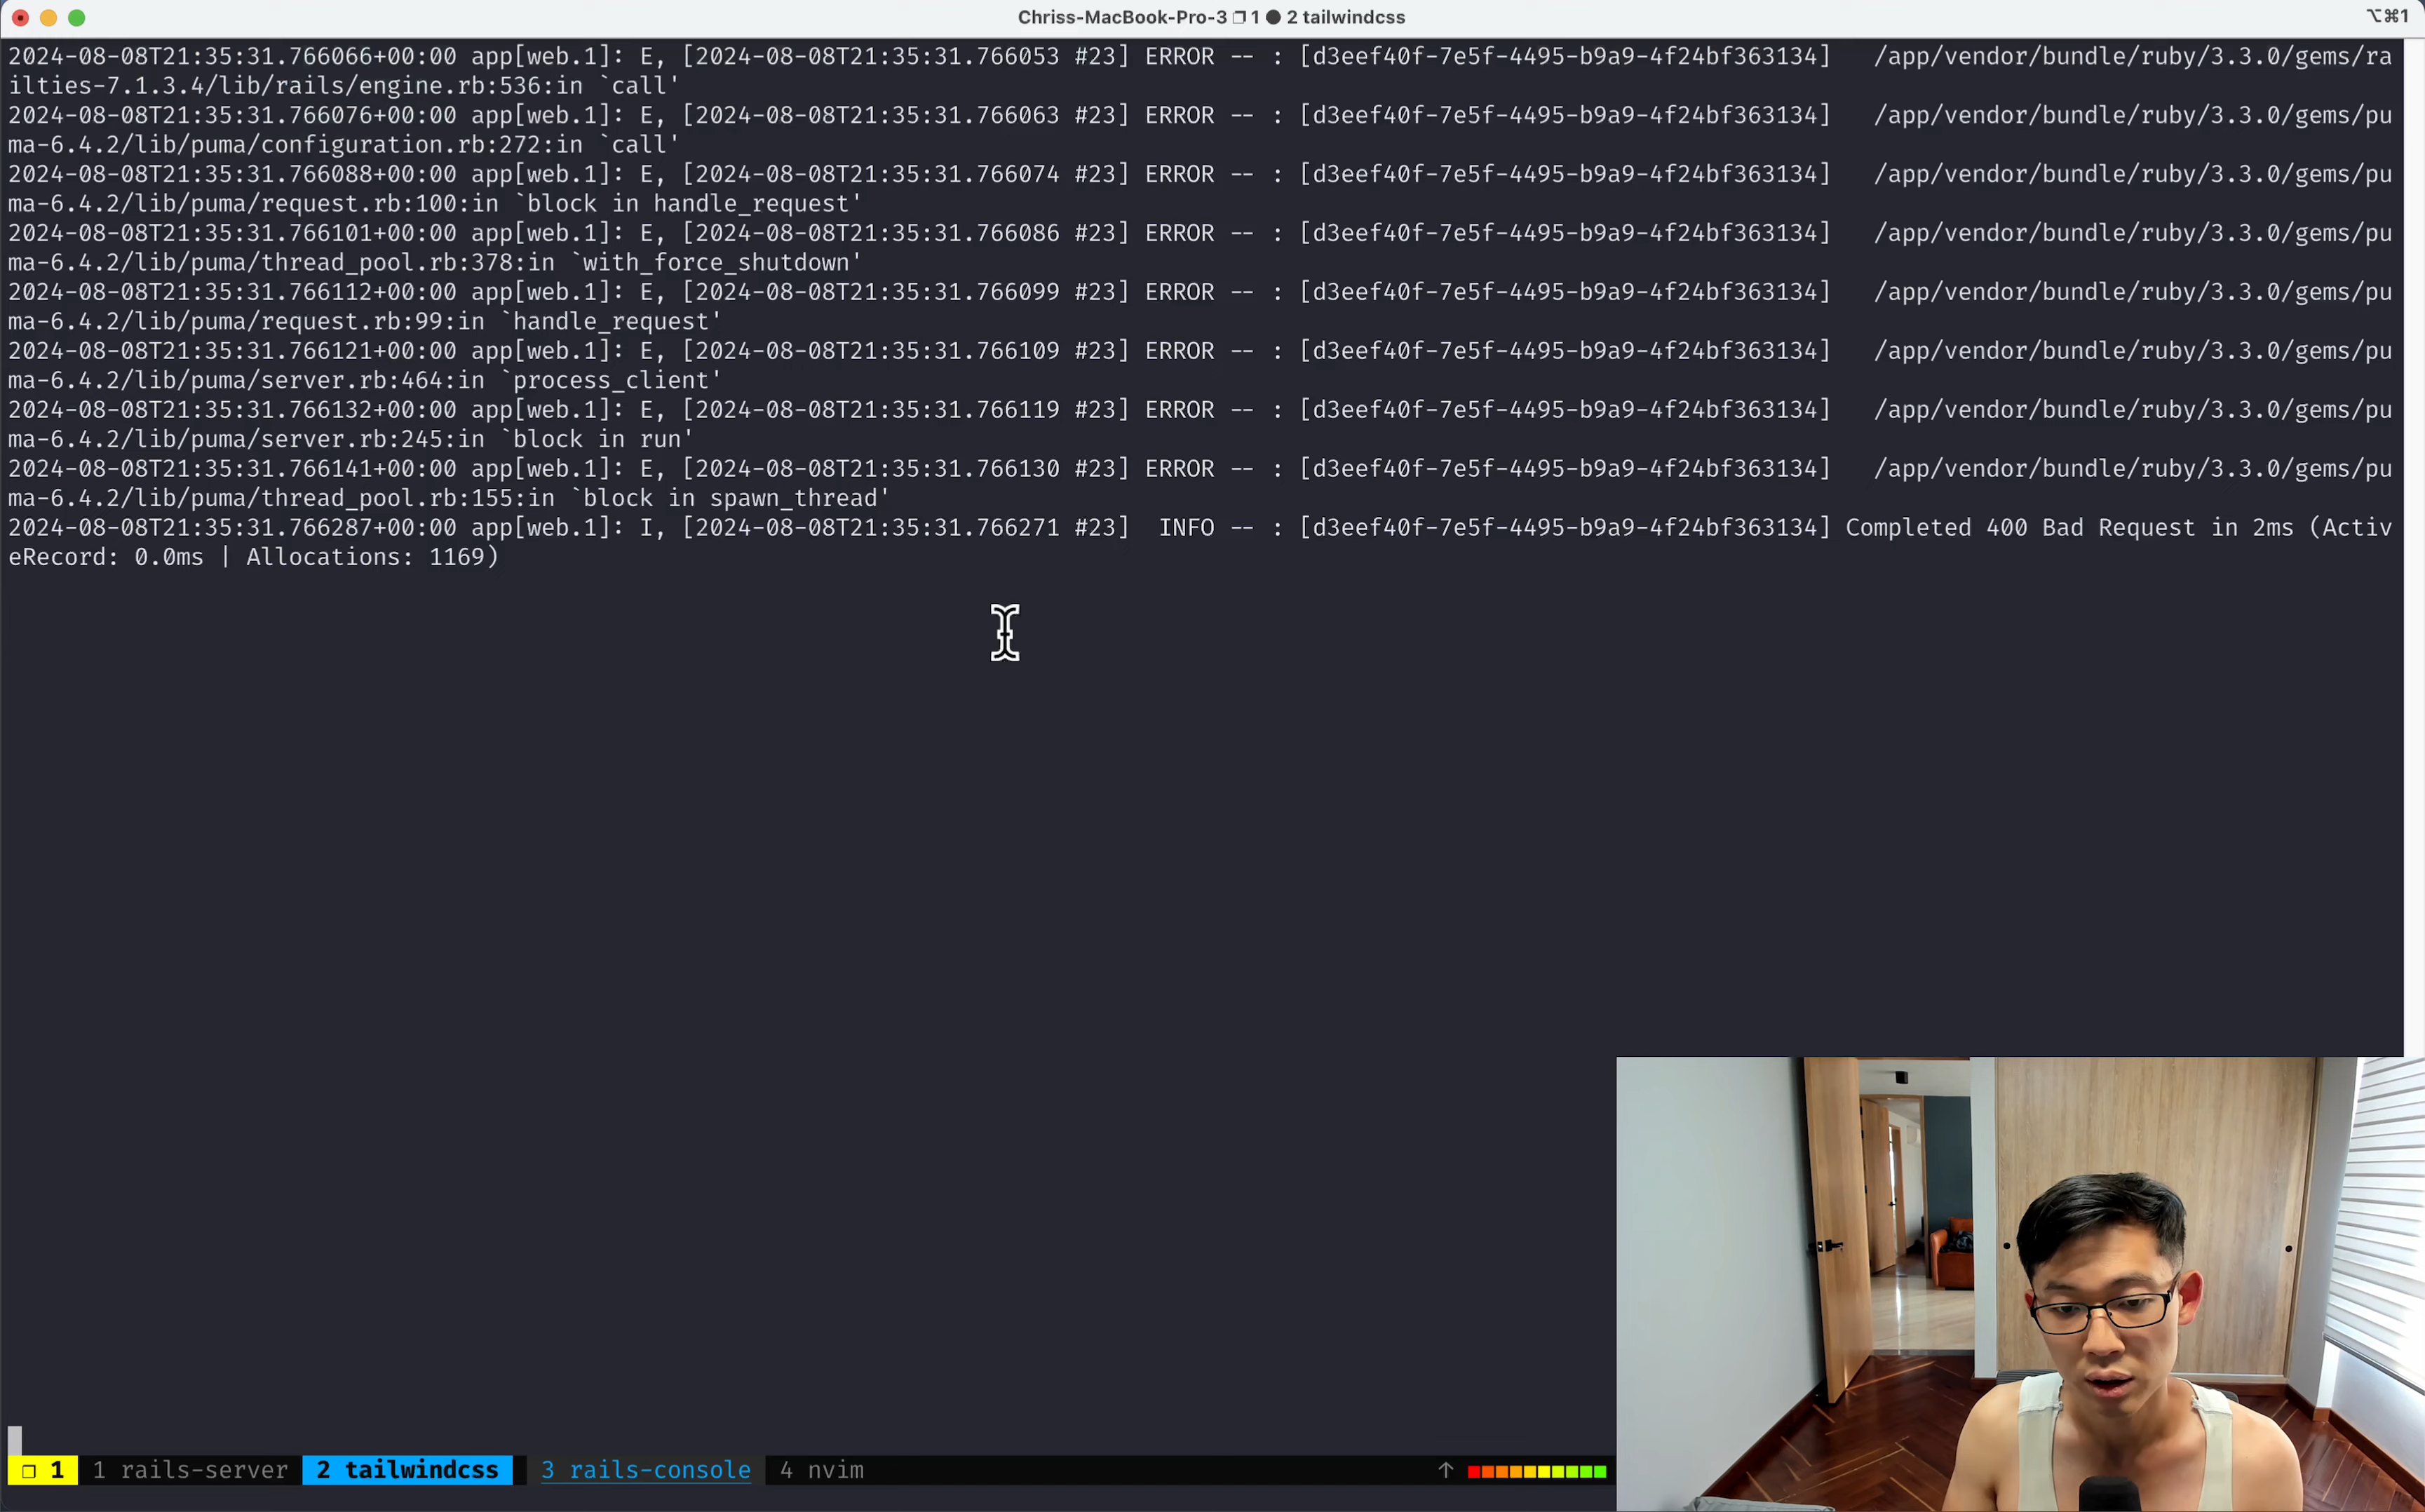 Chriss-MacBook-Pro-3 ❐ 1 ● 2 tailwindcss
⌥⌘1
2024-08-08T21:35:31.766066+00:00 app[web.1]: E, [2024-08-08T21:35:31.766053 #23] ERROR -- : [d3eef40f-7e5f-4495-b9a9-4f24bf363134]   /app/vendor/bundle/ruby/3.3.0/gems/ra
ilties-7.1.3.4/lib/rails/engine.rb:536:in `call'
2024-08-08T21:35:31.766076+00:00 app[web.1]: E, [2024-08-08T21:35:31.766063 #23] ERROR -- : [d3eef40f-7e5f-4495-b9a9-4f24bf363134]   /app/vendor/bundle/ruby/3.3.0/gems/pu
ma-6.4.2/lib/puma/configuration.rb:272:in `call'
2024-08-08T21:35:31.766088+00:00 app[web.1]: E, [2024-08-08T21:35:31.766074 #23] ERROR -- : [d3eef40f-7e5f-4495-b9a9-4f24bf363134]   /app/vendor/bundle/ruby/3.3.0/gems/pu
ma-6.4.2/lib/puma/request.rb:100:in `block in handle_request'
2024-08-08T21:35:31.766101+00:00 app[web.1]: E, [2024-08-08T21:35:31.766086 #23] ERROR -- : [d3eef40f-7e5f-4495-b9a9-4f24bf363134]   /app/vendor/bundle/ruby/3.3.0/gems/pu
ma-6.4.2/lib/puma/thread_pool.rb:378:in `with_force_shutdown'
2024-08-08T21:35:31.766112+00:00 app[web.1]: E, [2024-08-08T21:35:31.766099 #23] ERROR -- : [d3eef40f-7e5f-4495-b9a9-4f24bf363134]   /app/vendor/bundle/ruby/3.3.0/gems/pu
ma-6.4.2/lib/puma/request.rb:99:in `handle_request'
2024-08-08T21:35:31.766121+00:00 app[web.1]: E, [2024-08-08T21:35:31.766109 #23] ERROR -- : [d3eef40f-7e5f-4495-b9a9-4f24bf363134]   /app/vendor/bundle/ruby/3.3.0/gems/pu
ma-6.4.2/lib/puma/server.rb:464:in `process_client'
2024-08-08T21:35:31.766132+00:00 app[web.1]: E, [2024-08-08T21:35:31.766119 #23] ERROR -- : [d3eef40f-7e5f-4495-b9a9-4f24bf363134]   /app/vendor/bundle/ruby/3.3.0/gems/pu
ma-6.4.2/lib/puma/server.rb:245:in `block in run'
2024-08-08T21:35:31.766141+00:00 app[web.1]: E, [2024-08-08T21:35:31.766130 #23] ERROR -- : [d3eef40f-7e5f-4495-b9a9-4f24bf363134]   /app/vendor/bundle/ruby/3.3.0/gems/pu
ma-6.4.2/lib/puma/thread_pool.rb:155:in `block in spawn_thread'
2024-08-08T21:35:31.766287+00:00 app[web.1]: I, [2024-08-08T21:35:31.766271 #23]  INFO -- : [d3eef40f-7e5f-4495-b9a9-4f24bf363134] Completed 400 Bad Request in 2ms (Activ
eRecord: 0.0ms | Allocations: 1169)
❐ 1 1 rails-server 2 tailwindcss 3 rails-console 4 nvim ↑